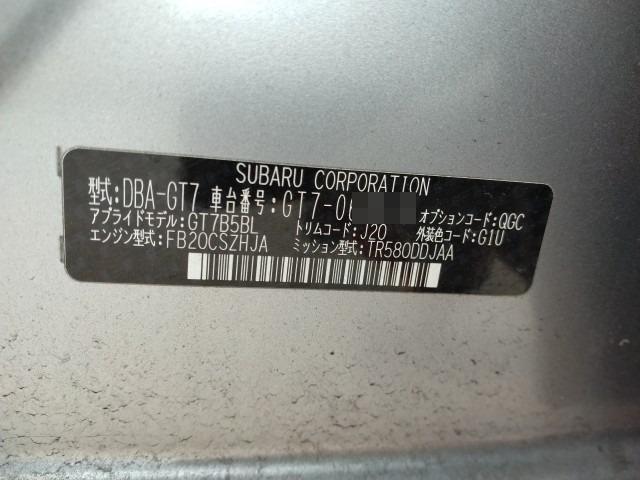 SUBARU CORPORATION
型式:DBA-GT7 車台番号:GT7-06 オプションコード:QGC
アプライドモデル:GT7B5BL トリムコード:J20 外装色コード:G1U
エンジン型式:FB20CSZHJA ミッション型式:TR580DDJAA